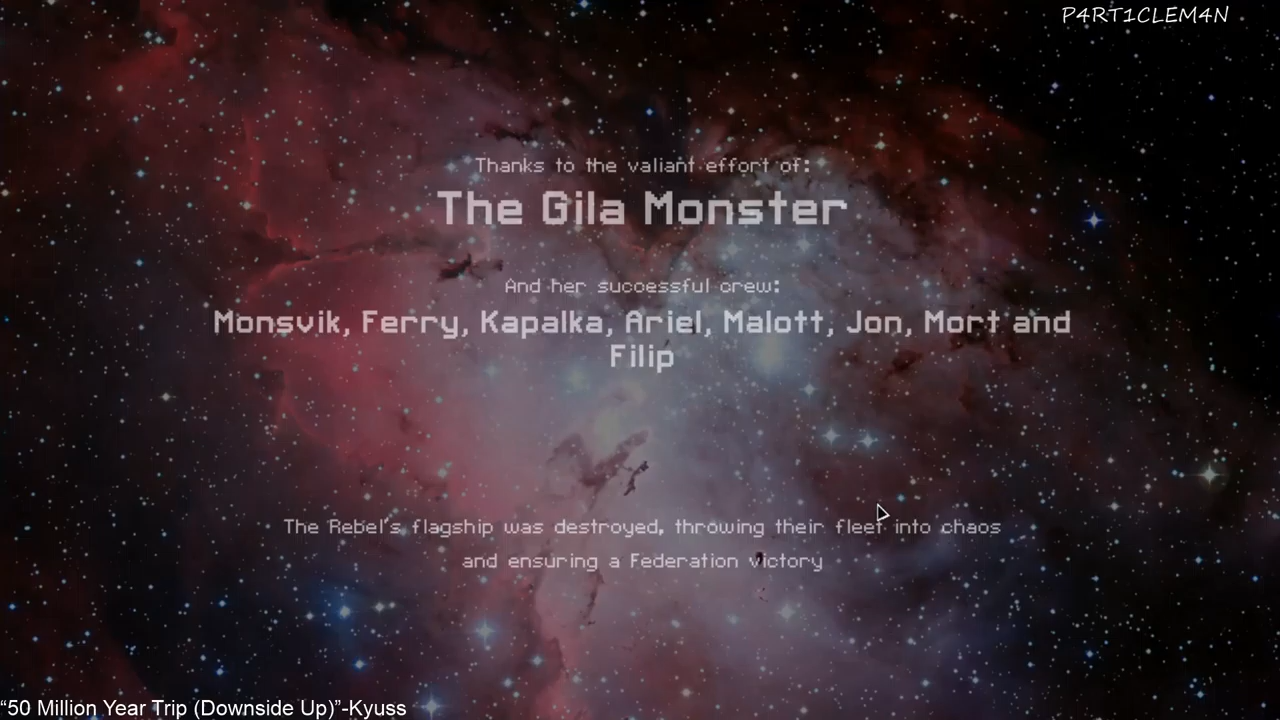 P4RT1CLEM4N
Thanks to the valiant effort of:
The Gila Monster
And her successful crew:
Monsvik, Ferry, Kapalka, Ariel, Malott, Jon, Mort and
Filip
The Rebel's flagship was destroyed, throwing their fleet into chaos
and ensuring a Federation victory
“50 Million Year Trip (Downside Up)”-Kyuss